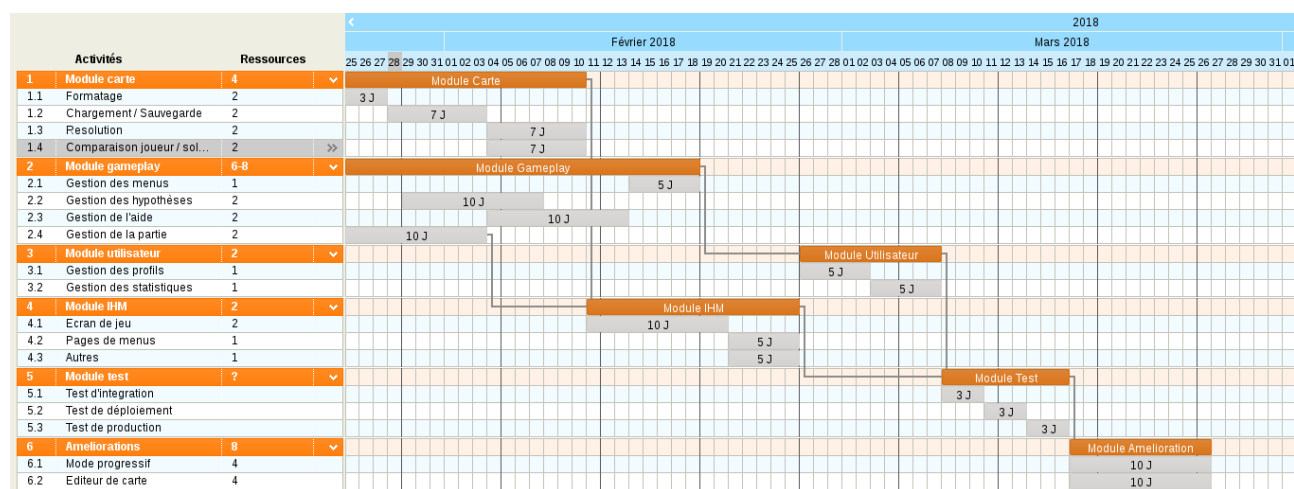 2018
Février 2018 Mars 2018
Activités Ressources 25 26 27 28 29 30 31 01 02 03 04 05 06 07 08 09 10 11 12 13 14 15 16 17 18 19 20 21 22 23 24 25 26 27 28 01 02 03 04 05 06 07 08 09 10 11 12 13 14 15 16 17 18 19 20 21 22 23 24 25 26 27 28 29 30 31 01
1 Module carte 4 Module Carte
1.1 Formatage 2 3 J
1.2 Chargement / Sauvegarde 2 7 J
1.3 Resolution 2 7 J
1.4 Comparaison joueur / sol... 2 7 J
2 Module gameplay 6-8 Module Gameplay
2.1 Gestion des menus 1 5 J
2.2 Gestion des hypothèses 2 10 J
2.3 Gestion de l'aide 2 10 J
2.4 Gestion de la partie 2 10 J
3 Module utilisateur 2 Module Utilisateur
3.1 Gestion des profils 1 5 J
3.2 Gestion des statistiques 1 5 J
4 Module IHM 2 Module IHM
4.1 Ecran de jeu 2 10 J
4.2 Pages de menus 1 5 J
4.3 Autres 1 5 J
5 Module test ? Module Test
5.1 Test d'integration 3 J
5.2 Test de déploiement 3 J
5.3 Test de production 3 J
6 Ameliorations 8 Module Amelioration
6.1 Mode progressif 4 10 J
6.2 Editeur de carte 4 10 J